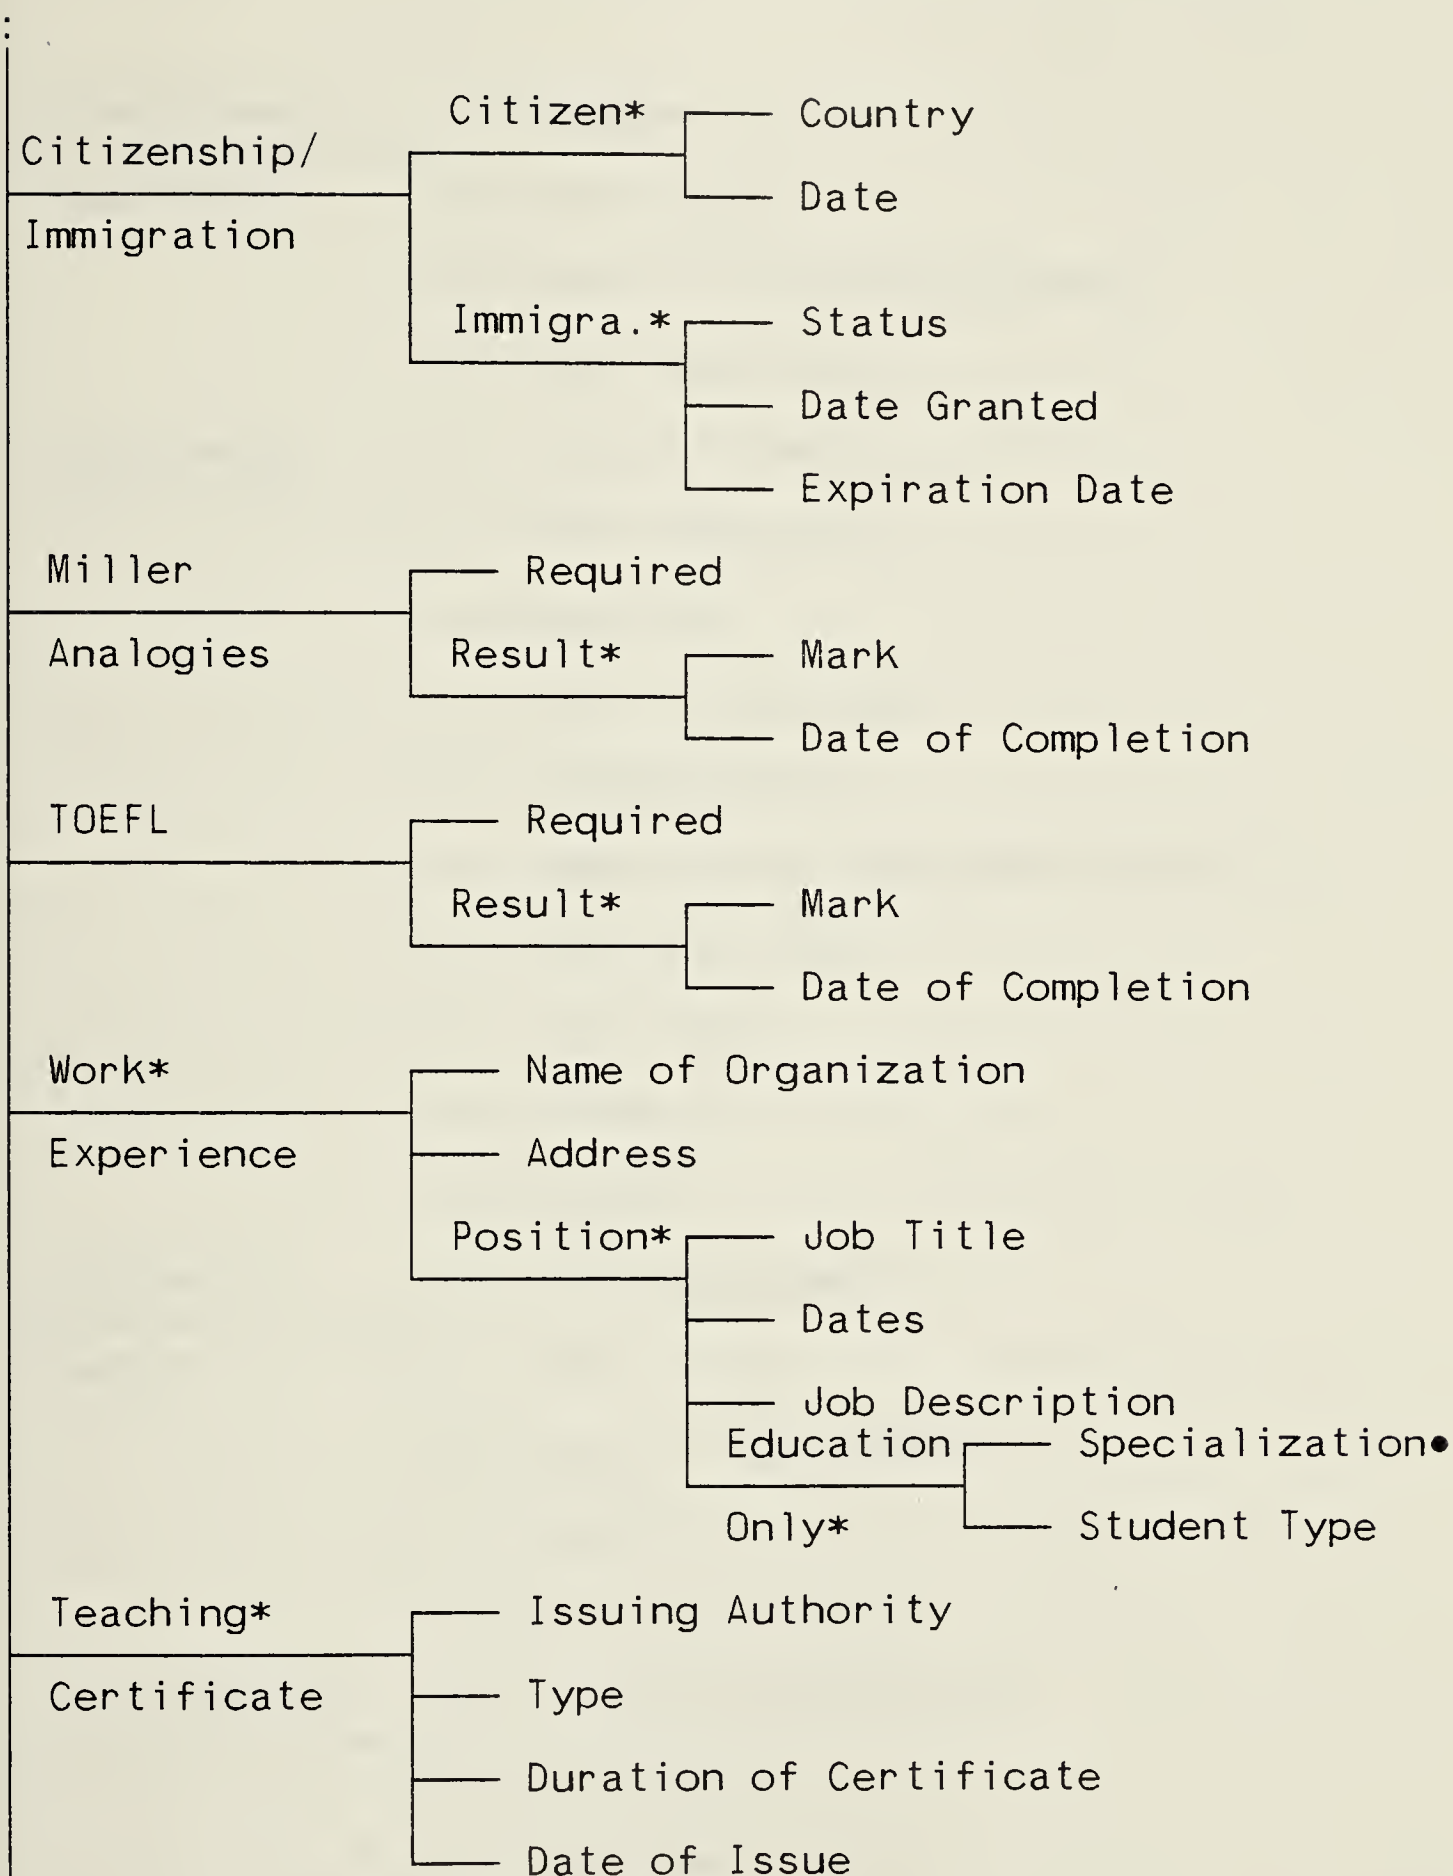 :
Citizen* Country
Citizenship/
Date
Immigration
Immigra.* Status
Date Granted
Expiration Date
Miller Required
Analogies Result* Mark
Date of Completion
TOEFL Required
Result* Mark
Date of Completion
Work* Name of Organization
Experience Address
Position* Job Title
Dates
Job Description
Education Specialization•
Only* Student Type
Teaching* Issuing Authority
Certificate Type
Duration of Certificate
Date of Issue